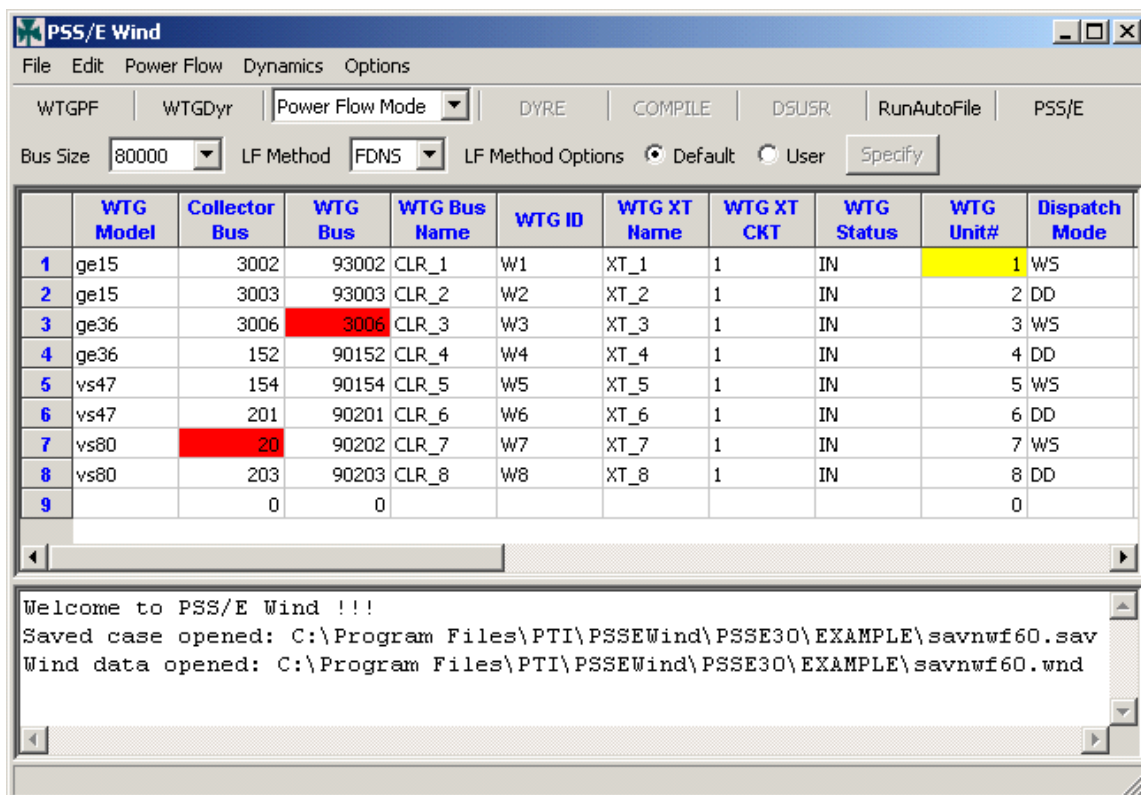 PSS/E Wind
File Edit Power Flow Dynamics Options
WTGPF WTGDyr Power Flow Mode DYRE COMPILE DSUSR RunAutoFile PSS/E
Bus Size 80000 LF Method FDNS LF Method Options Default User Specify
WTG Model Collector Bus WTG Bus WTG Bus Name WTG ID WTG XT Name WTG XT CKT WTG Status WTG Unit# Dispatch Mode
1 ge15 3002 93002 CLR_1 W1 XT_1 1 IN 1 WS
2 ge15 3003 93003 CLR_2 W2 XT_2 1 IN 2 DD
3 ge36 3006 3006 CLR_3 W3 XT_3 1 IN 3 WS
4 ge36 152 90152 CLR_4 W4 XT_4 1 IN 4 DD
5 vs47 154 90154 CLR_5 W5 XT_5 1 IN 5 WS
6 vs47 201 90201 CLR_6 W6 XT_6 1 IN 6 DD
7 vs80 20 90202 CLR_7 W7 XT_7 1 IN 7 WS
8 vs80 203 90203 CLR_8 W8 XT_8 1 IN 8 DD
9 0 0 0
Welcome to PSS/E Wind !!!
Saved case opened: C:\Program Files\PTI\PSSEWind\PSSE30\EXAMPLE\savnwf60.sav
Wind data opened: C:\Program Files\PTI\PSSEWind\PSSE30\EXAMPLE\savnwf60.wnd